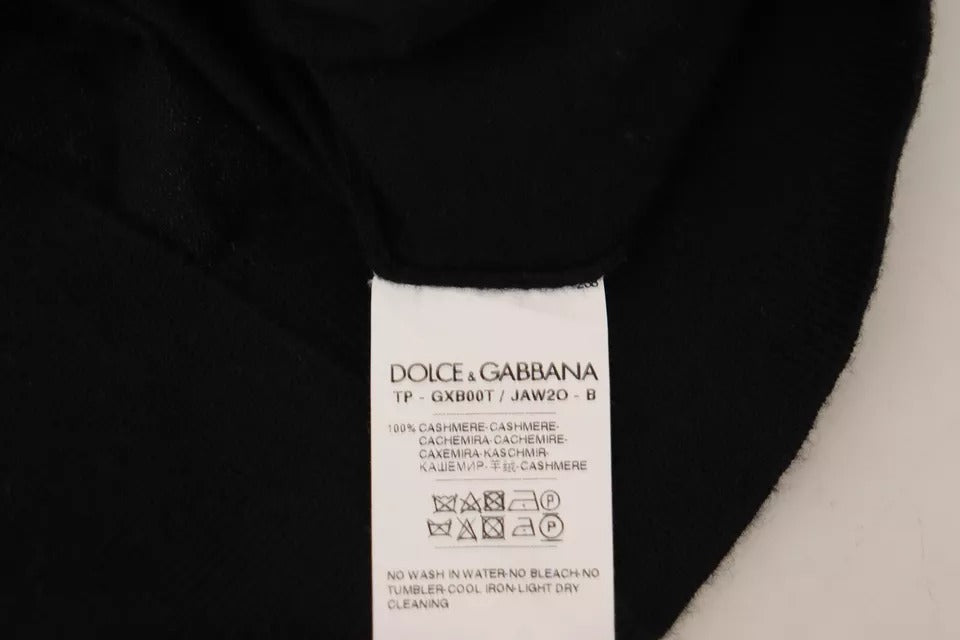 DOLCE & GABBANA
TP - GXB00T / JAW2O - B
100% CASHMERE-CASHMERE-
CACHEMIRA-CACHEMIRE-
CAXEMIRA-KASCHMIR-
КАШЕМИР-羊绒-CASHMERE
P
P
NO WASH IN WATER-NO BLEACH-NO
TUMBLER-COOL IRON-LIGHT DRY
CLEANING